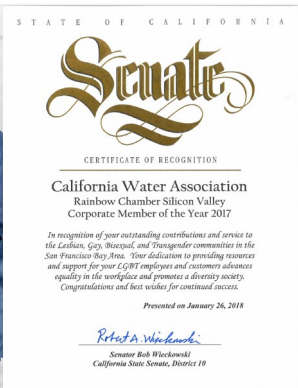 STATE OF CALIFORNIA
Senate
CERTIFICATE OF RECOGNITION
California Water Association
Rainbow Chamber Silicon Valley
Corporate Member of the Year 2017
In recognition of your outstanding contributions and service to
the Lesbian, Gay, Bisexual, and Transgender communities in the
San Francisco Bay Area. Your dedication to providing resources
and support for your LGBT employees and customers advances
equality in the workplace and promotes a diversity society.
Congratulations and best wishes for continued success.
Presented on January 26, 2018
Robert A. Wieckowski
Senator Bob Wieckowski
California State Senate, District 10